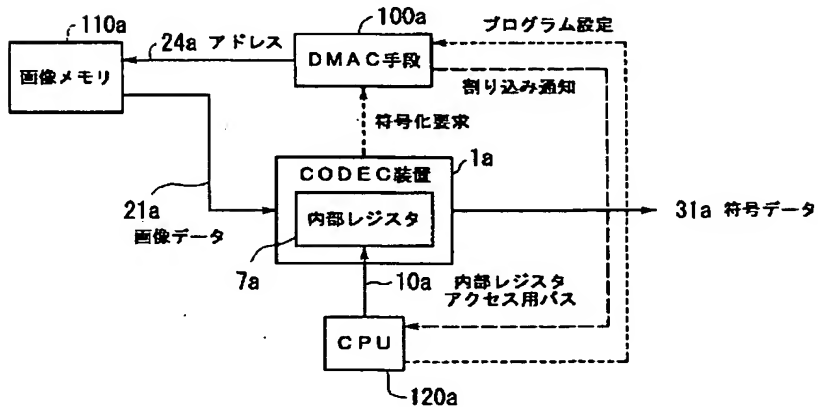 110a
画像メモリ
24a アドレス
100a
DMAC手段
プログラム設定
割り込み通知
符号化要求
1a
CODEC装置
内部レジスタ
7a
21a
画像データ
31a 符号データ
10a
内部レジスタ
アクセス用バス
CPU
120a